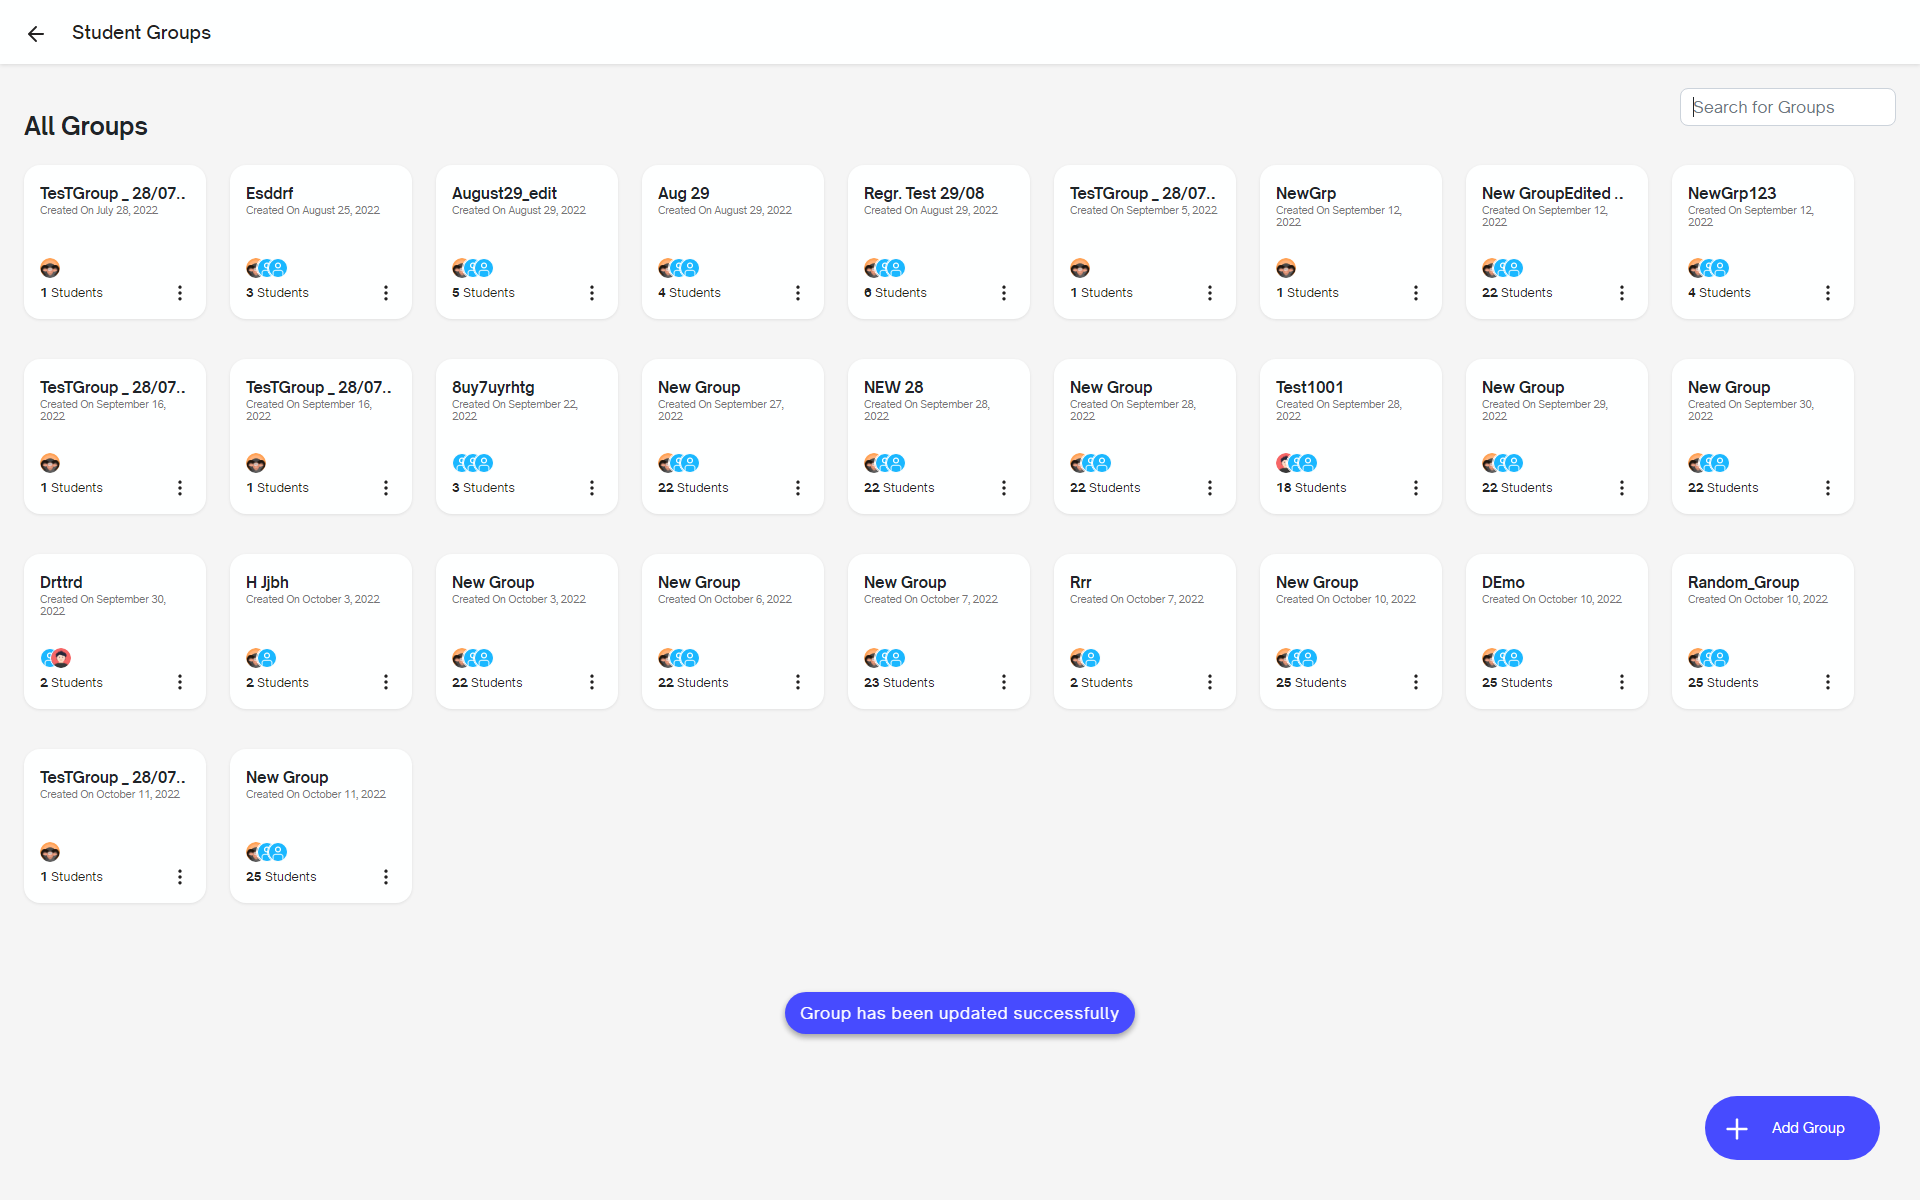 Student Groups
Search for Groups
All Groups
TesTGroup _ 28/07..
Created On July 28, 2022
1 Students
Esddrf
Created On August 25, 2022
3 Students
August29_edit
Created On August 29, 2022
5 Students
Aug 29
Created On August 29, 2022
4 Students
Regr. Test 29/08
Created On August 29, 2022
6 Students
TesTGroup _ 28/07..
Created On September 5, 2022
1 Students
NewGrp
Created On September 12,
2022
1 Students
New GroupEdited ..
Created On September 12,
2022
22 Students
NewGrp123
Created On September 12,
2022
4 Students
TesTGroup _ 28/07..
Created On September 16,
2022
1 Students
TesTGroup _ 28/07..
Created On September 16,
2022
1 Students
8uy7uyrhtg
Created On September 22,
2022
3 Students
New Group
Created On September 27,
2022
22 Students
NEW 28
Created On September 28,
2022
22 Students
New Group
Created On September 28,
2022
22 Students
Test1001
Created On September 28,
2022
18 Students
New Group
Created On September 29,
2022
22 Students
New Group
Created On September 30,
2022
22 Students
Drttrd
Created On September 30,
2022
2 Students
H Jjbh
Created On October 3, 2022
2 Students
New Group
Created On October 3, 2022
22 Students
New Group
Created On October 6, 2022
22 Students
New Group
Created On October 7, 2022
23 Students
Rrr
Created On October 7, 2022
2 Students
New Group
Created On October 10, 2022
25 Students
DEmo
Created On October 10, 2022
25 Students
Random_Group
Created On October 10, 2022
25 Students
TesTGroup _ 28/07..
Created On October 11, 2022
1 Students
New Group
Created On October 11, 2022
25 Students
Group has been updated successfully
Add Group